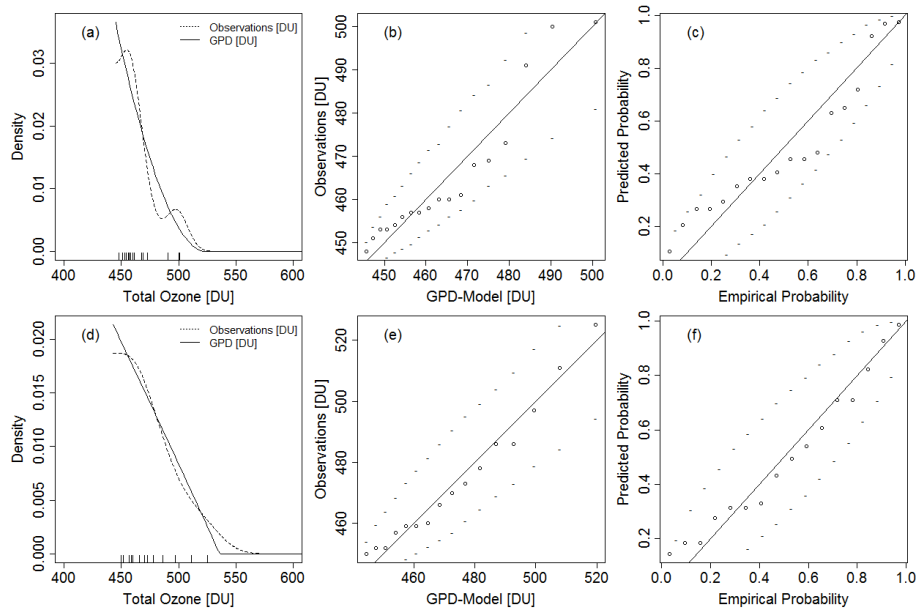 (a)
Observations [DU]
GPD [DU]
Density
0.00 0.01 0.02 0.03
400 450 500 550 600
Total Ozone [DU]
(b)
Observations [DU]
450 460 470 480 490 500
450 460 470 480 490 500
GPD-Model [DU]
(c)
Predicted Probability
0.2 0.4 0.6 0.8 1.0
0.0 0.2 0.4 0.6 0.8 1.0
Empirical Probability
(d)
Observations [DU]
GPD [DU]
Density
0.000 0.005 0.010 0.015 0.020
400 450 500 550 600
Total Ozone [DU]
(e)
Observations [DU]
460 480 500 520
460 480 500 520
GPD-Model [DU]
(f)
Predicted Probability
0.2 0.4 0.6 0.8 1.0
0.0 0.2 0.4 0.6 0.8 1.0
Empirical Probability